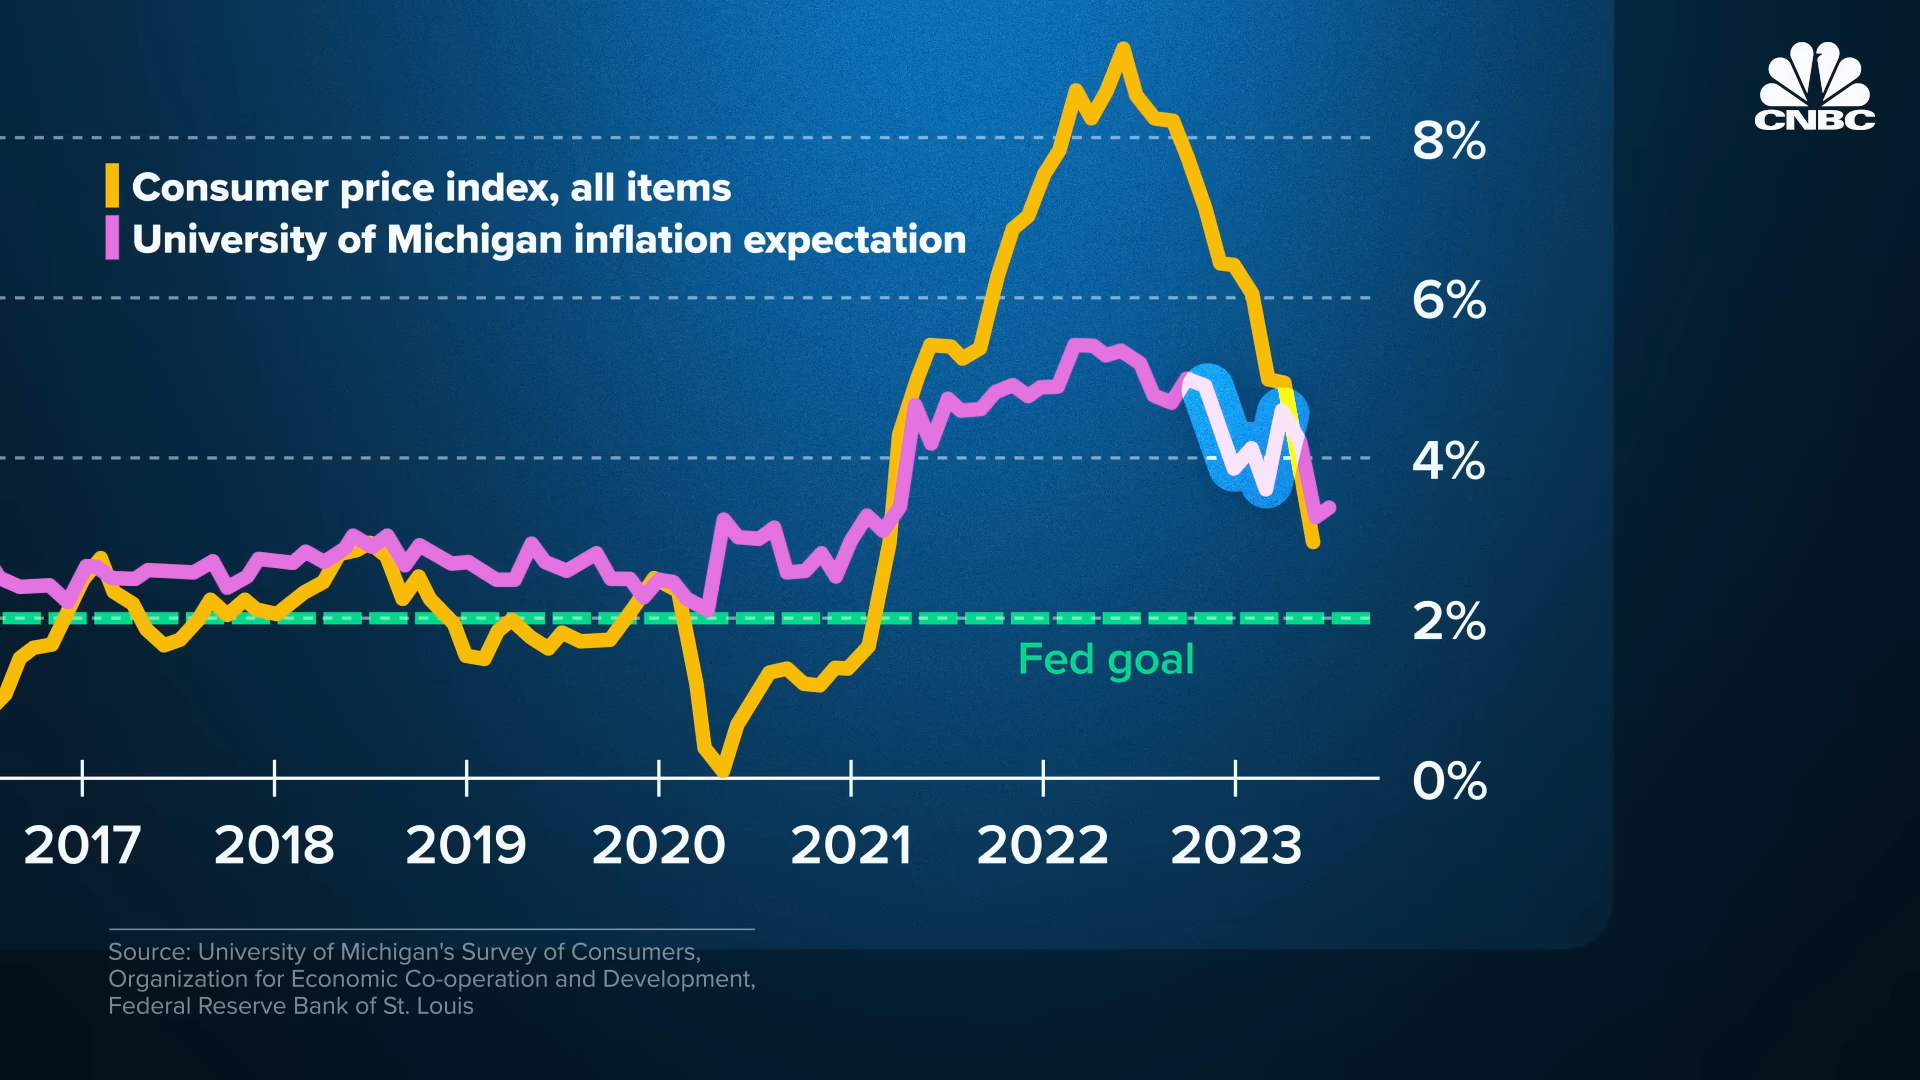 CNBC
8%
Consumer price index, all items
University of Michigan inflation expectation
6%
4%
2%
Fed goal
0%
2017 2018 2019 2020 2021 2022 2023
Source: University of Michigan's Survey of Consumers,
Organization for Economic Co-operation and Development,
Federal Reserve Bank of St. Louis